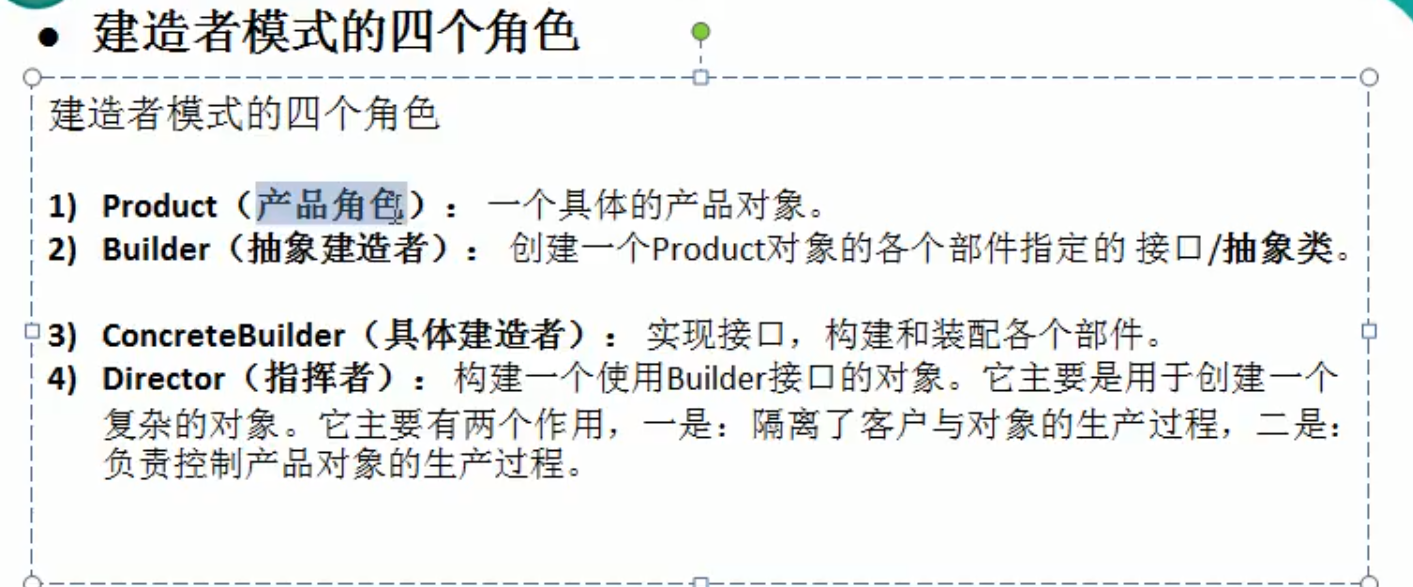 • 建造者模式的四个角色
建造者模式的四个角色
1) Product（产品角色）： 一个具体的产品对象。
2) Builder（抽象建造者）： 创建一个Product对象的各个部件指定的 接口/抽象类。
3) ConcreteBuilder（具体建造者）： 实现接口，构建和装配各个部件。
4) Director（指挥者）： 构建一个使用Builder接口的对象。它主要是用于创建一个
复杂的对象。它主要有两个作用，一是：隔离了客户与对象的生产过程，二是：
负责控制产品对象的生产过程。